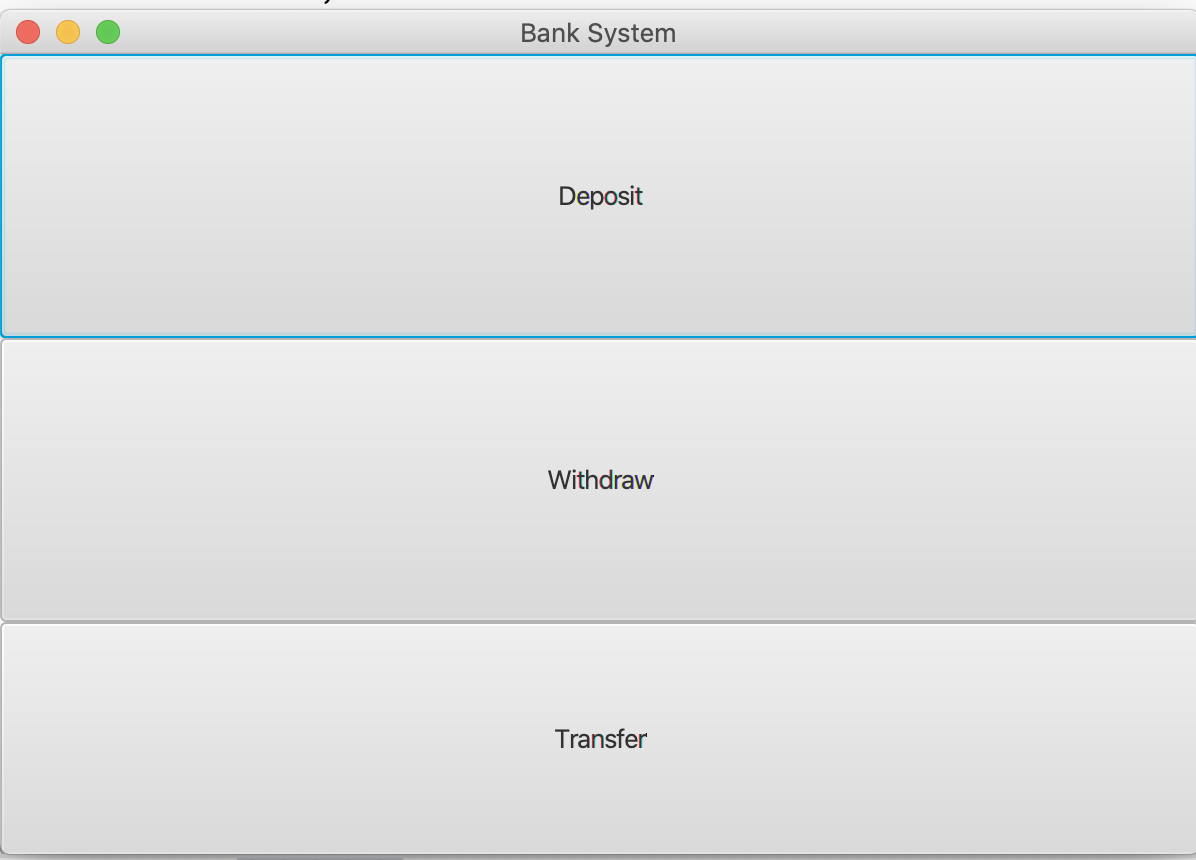 Bank System
Deposit
Withdraw
Transfer